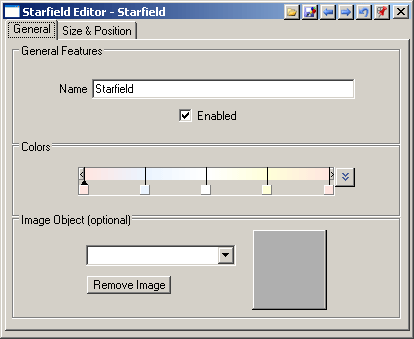 Starfield Editor - Starfield
General
Size & Position
General Features
Name
Starfield
Enabled
Colors
Image Object (optional)
Remove Image